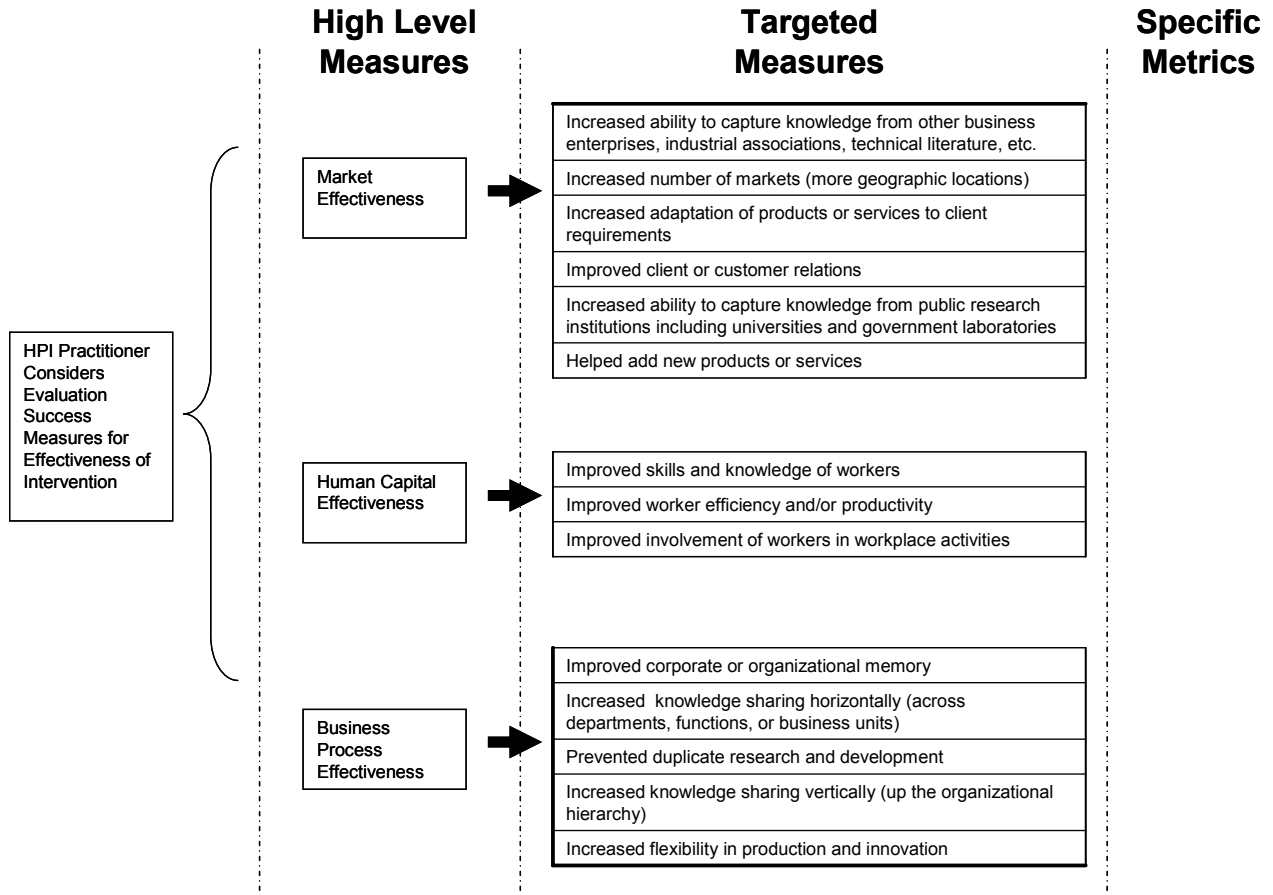 High Level
Measures
Targeted
Measures
Specific
Metrics
HPI Practitioner
Considers
Evaluation
Success
Measures for
Effectiveness of
Intervention
Market
Effectiveness
Increased ability to capture knowledge from other business
enterprises, industrial associations, technical literature, etc.
Increased number of markets (more geographic locations)
Increased adaptation of products or services to client
requirements
Improved client or customer relations
Increased ability to capture knowledge from public research
institutions including universities and government laboratories
Helped add new products or services
Human Capital
Effectiveness
Improved skills and knowledge of workers
Improved worker efficiency and/or productivity
Improved involvement of workers in workplace activities
Business
Process
Effectiveness
Improved corporate or organizational memory
Increased knowledge sharing horizontally (across
departments, functions, or business units)
Prevented duplicate research and development
Increased knowledge sharing vertically (up the organizational
hierarchy)
Increased flexibility in production and innovation